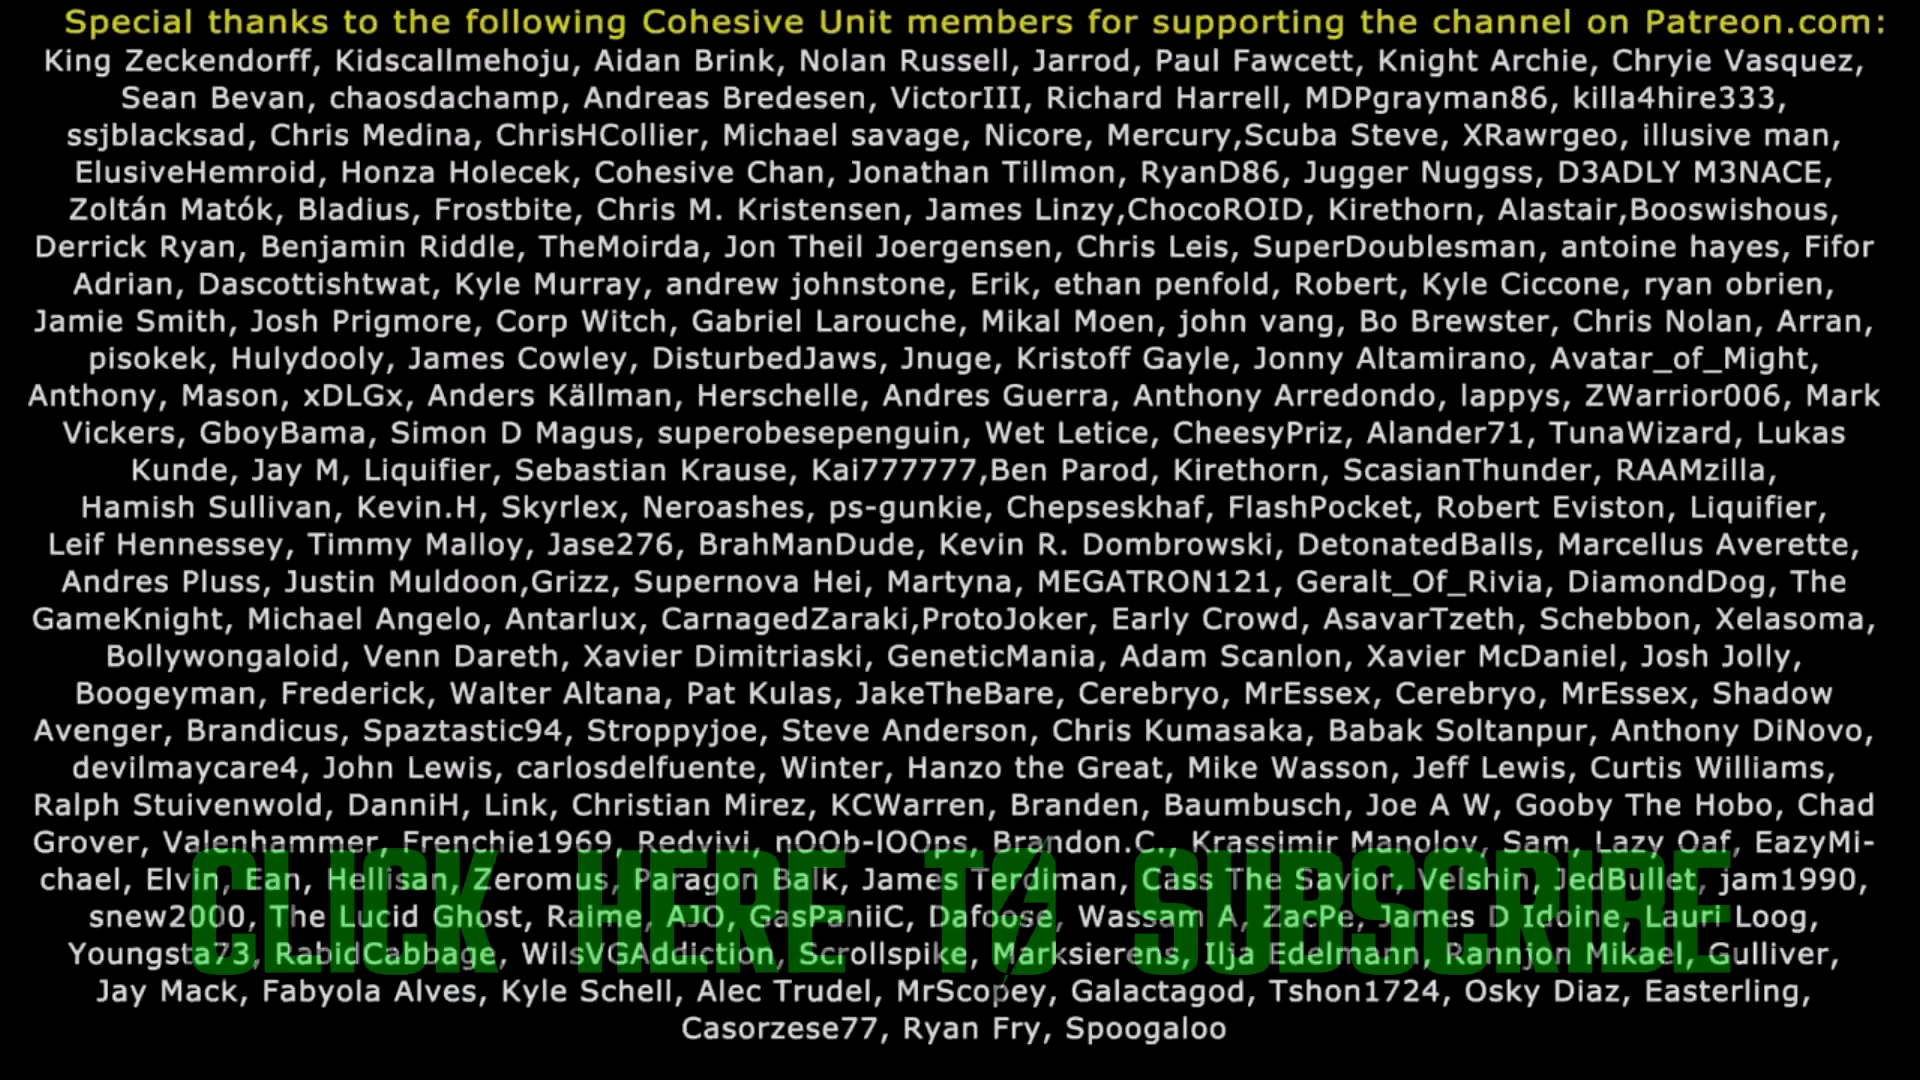 Special thanks to the following Cohesive Unit members for supporting the channel on Patreon.com:
King Zeckendorff, Kidscallmehoju, Aidan Brink, Nolan Russell, Jarrod, Paul Fawcett, Knight Archie, Chryie Vasquez,
Sean Bevan, chaosdachamp, Andreas Bredesen, VictorIII, Richard Harrell, MDPgrayman86, killa4hire333,
ssjblacksad, Chris Medina, ChrisHCollier, Michael savage, Nicore, Mercury,Scuba Steve, XRawrgeo, illusive man,
ElusiveHemroid, Honza Holecek, Cohesive Chan, Jonathan Tillmon, RyanD86, Jugger Nuggss, D3ADLY M3NACE,
Zoltán Matók, Bladius, Frostbite, Chris M. Kristensen, James Linzy,ChocoROID, Kirethorn, Alastair,Booswishous,
Derrick Ryan, Benjamin Riddle, TheMoirda, Jon Theil Joergensen, Chris Leis, SuperDoublesman, antoine hayes, Fifor
Adrian, Dascottishtwat, Kyle Murray, andrew johnstone, Erik, ethan penfold, Robert, Kyle Ciccone, ryan obrien,
Jamie Smith, Josh Prigmore, Corp Witch, Gabriel Larouche, Mikal Moen, john vang, Bo Brewster, Chris Nolan, Arran,
pisokek, Hulydooly, James Cowley, DisturbedJaws, Jnuge, Kristoff Gayle, Jonny Altamirano, Avatar_of_Might,
Anthony, Mason, xDLGx, Anders Källman, Herschelle, Andres Guerra, Anthony Arredondo, lappys, ZWarrior006, Mark
Vickers, GboyBama, Simon D Magus, superobesepenguin, Wet Letice, CheesyPriz, Alander71, TunaWizard, Lukas
Kunde, Jay M, Liquifier, Sebastian Krause, Kai777777,Ben Parod, Kirethorn, ScasianThunder, RAAMzilla,
Hamish Sullivan, Kevin.H, Skyrlex, Neroashes, ps-gunkie, Chepseskhaf, FlashPocket, Robert Eviston, Liquifier,
Leif Hennessey, Timmy Malloy, Jase276, BrahManDude, Kevin R. Dombrowski, DetonatedBalls, Marcellus Averette,
Andres Pluss, Justin Muldoon,Grizz, Supernova Hei, Martyna, MEGATRON121, Geralt_Of_Rivia, DiamondDog, The
GameKnight, Michael Angelo, Antarlux, CarnagedZaraki,ProtoJoker, Early Crowd, AsavarTzeth, Schebbon, Xelasoma,
Bollywongaloid, Venn Dareth, Xavier Dimitriaski, GeneticMania, Adam Scanlon, Xavier McDaniel, Josh Jolly,
Boogeyman, Frederick, Walter Altana, Pat Kulas, JakeTheBare, Cerebryo, MrEssex, Cerebryo, MrEssex, Shadow
Avenger, Brandicus, Spaztastic94, Stroppyjoe, Steve Anderson, Chris Kumasaka, Babak Soltanpur, Anthony DiNovo,
devilmaycare4, John Lewis, carlosdelfuente, Winter, Hanzo the Great, Mike Wasson, Jeff Lewis, Curtis Williams,
Ralph Stuivenwold, DanniH, Link, Christian Mirez, KCWarren, Branden, Baumbusch, Joe A W, Gooby The Hobo, Chad
Grover, Valenhammer, Frenchie1969, Redvivi, nOOb-lOOps, Brandon.C., Krassimir Manolov, Sam, Lazy Oaf, EazyMi-
chael, Elvin, Ean, Hellisan, Zeromus, Paragon Balk, James Terdiman, Cass The Savior, Velshin, JedBullet, jam1990,
snew2000, The Lucid Ghost, Raime, AJO, GasPaniiC, Dafoose, Wassam A, ZacPe, James D Idoine, Lauri Loog,
CLICK HERE TO SUBSCRIBE
Youngsta73, RabidCabbage, WilsVGAddiction, Scrollspike, Marksierens, Ilja Edelmann, Rannjon Mikael, Gulliver,
Jay Mack, Fabyola Alves, Kyle Schell, Alec Trudel, MrScopey, Galactagod, Tshon1724, Osky Diaz, Easterling,
Casorzese77, Ryan Fry, Spoogaloo